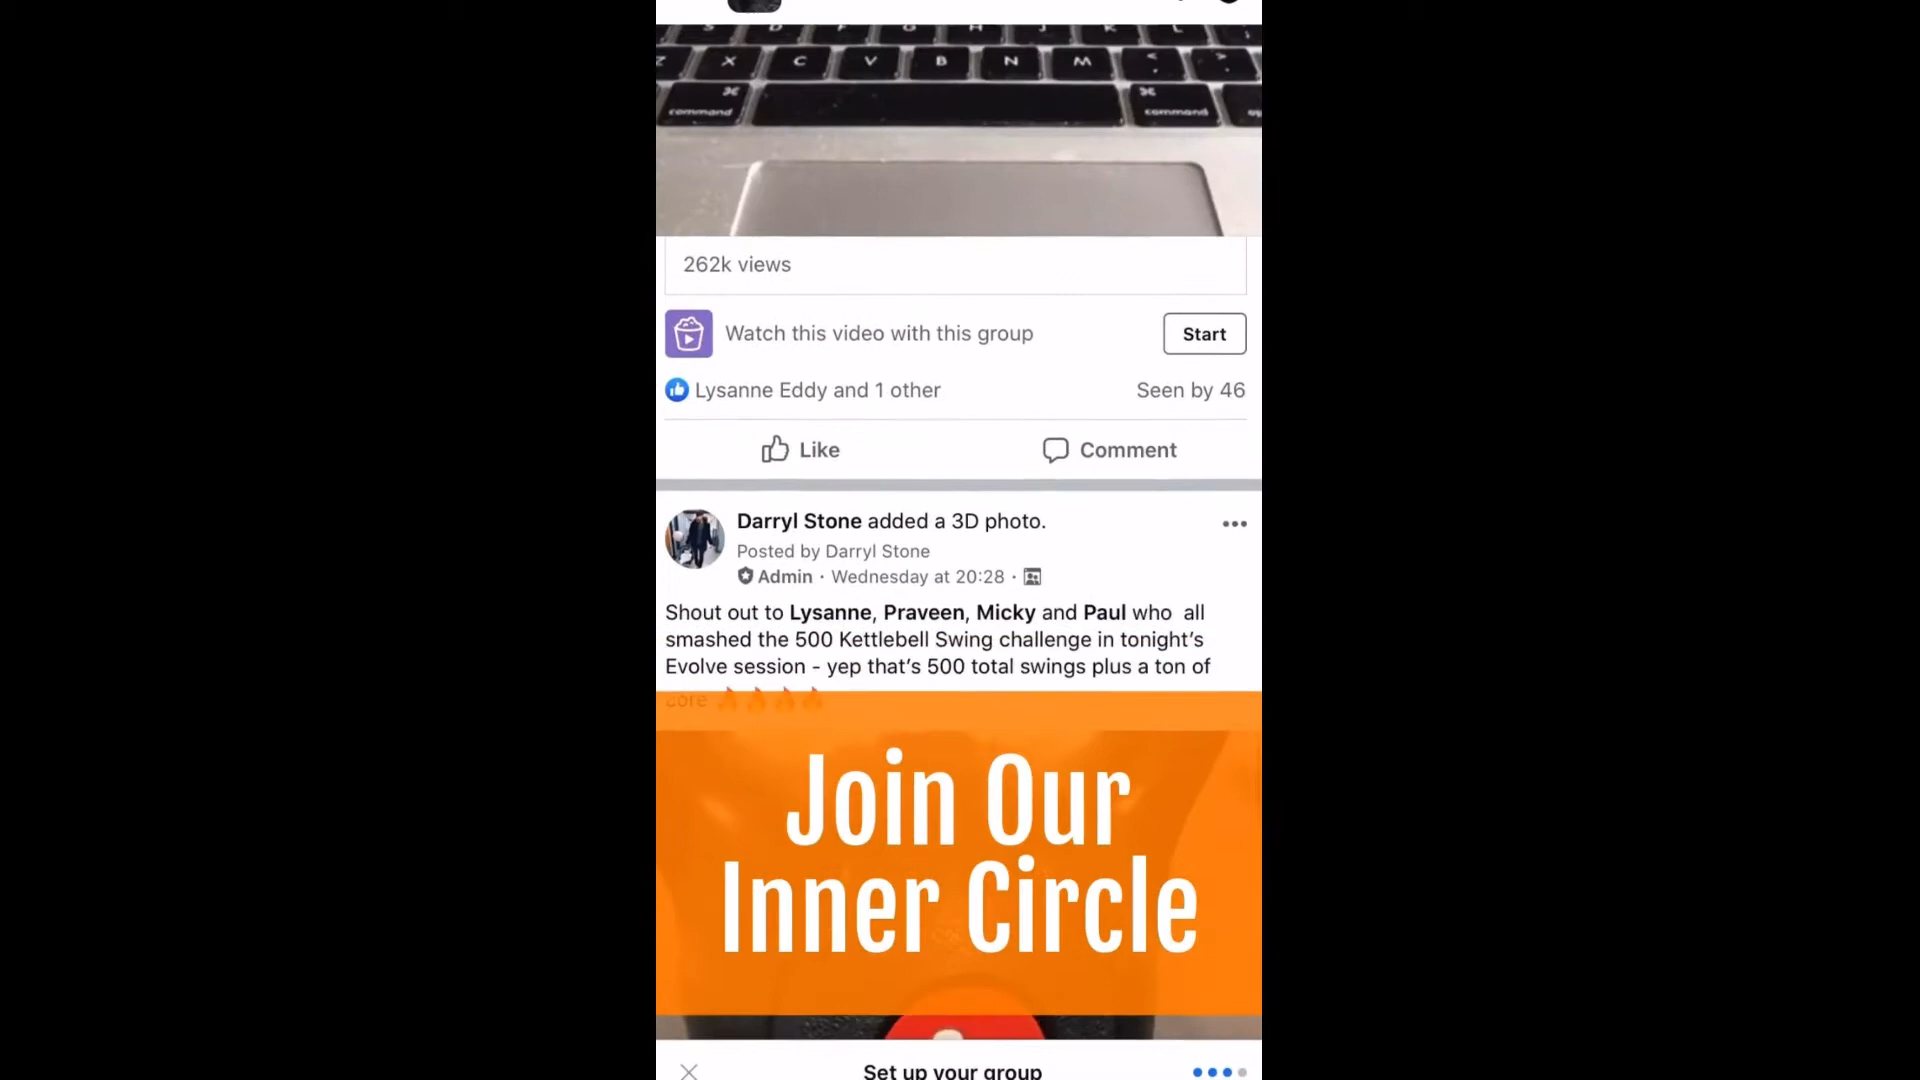 S D F G H J K L ;
Z X C V B N M < , > .
⌘ ⌘
command command
262k views
Watch this video with this group Start
Lysanne Eddy and 1 other Seen by 46
Like Comment
Darryl Stone added a 3D photo.
Posted by Darryl Stone
Admin · Wednesday at 20:28 ·
Shout out to Lysanne, Praveen, Micky and Paul who all
smashed the 500 Kettlebell Swing challenge in tonight's
Evolve session - yep that's 500 total swings plus a ton of
core 🔥🔥🔥🔥
Join Our
Inner Circle
Set up your group